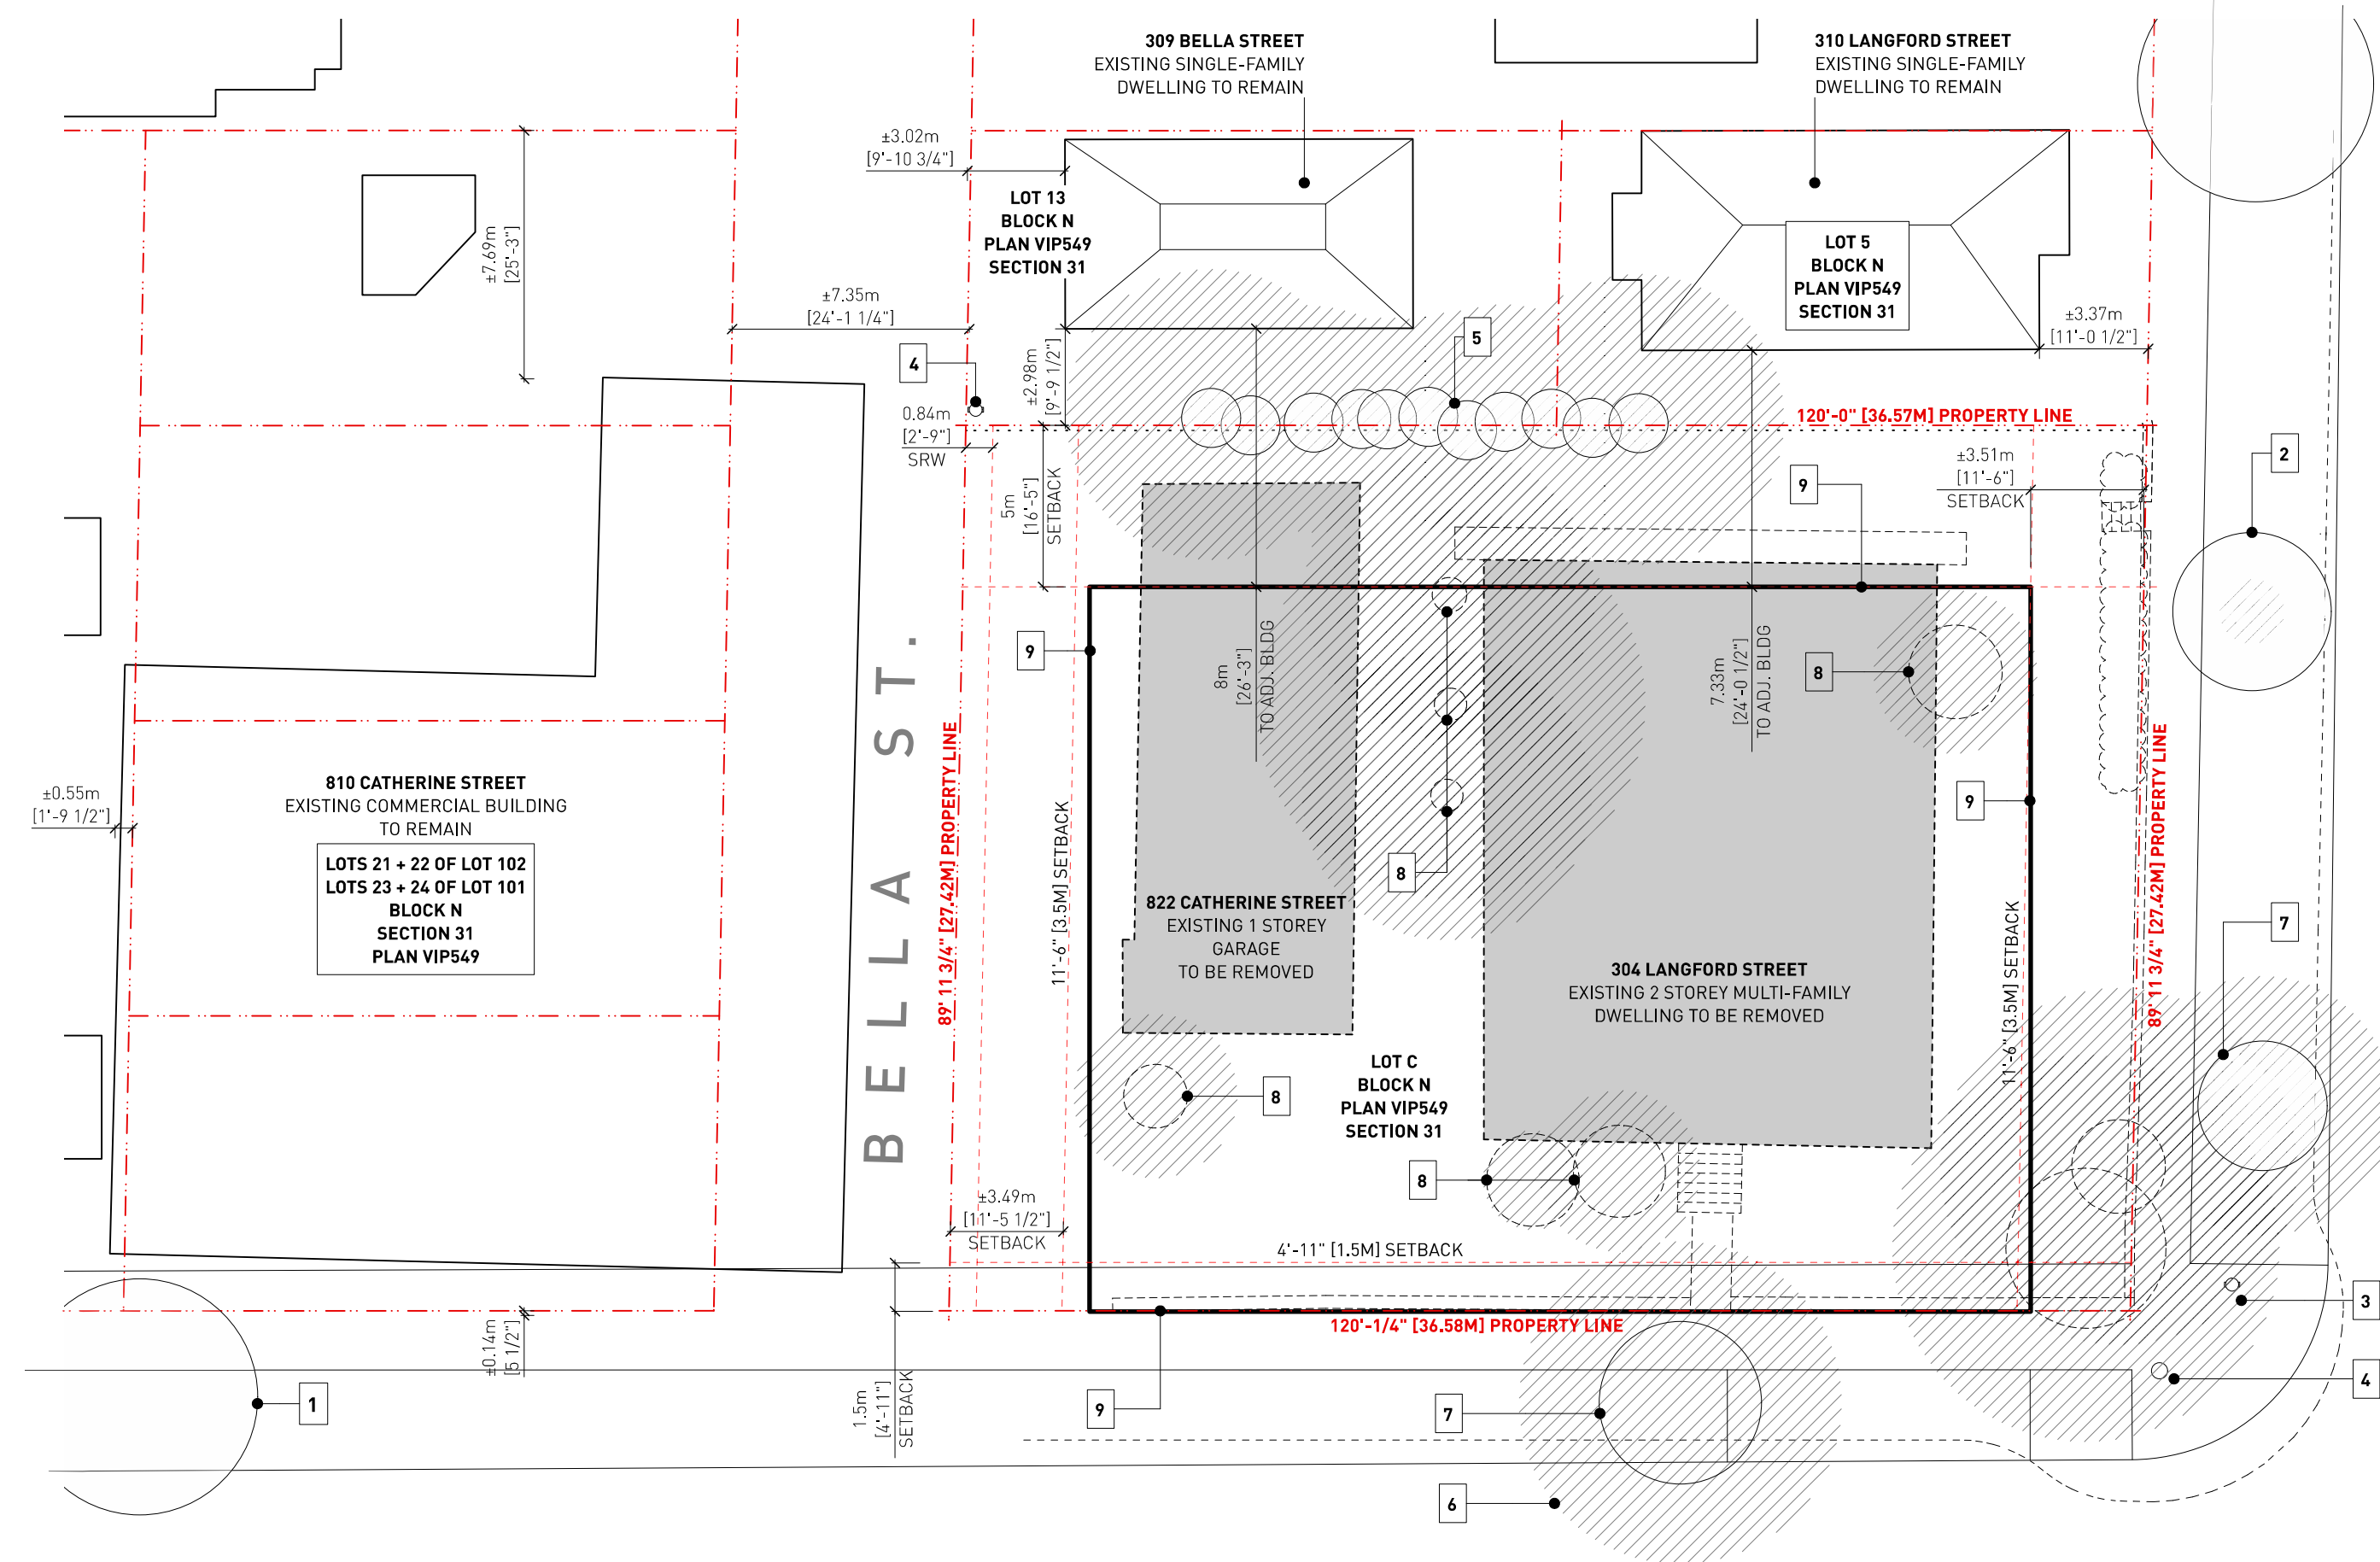 309 BELLA STREET
EXISTING SINGLE-FAMILY
DWELLING TO REMAIN
310 LANGFORD STREET
EXISTING SINGLE-FAMILY
DWELLING TO REMAIN
±3.02m
[9'-10 3/4"]
LOT 13
BLOCK N
PLAN VIP549
SECTION 31
LOT 5
BLOCK N
PLAN VIP549
SECTION 31
±7.69m
[25'-3"]
±7.35m
[24'-1 1/4"]
±3.37m
[11'-0 1/2"]
4
5
±2.98m
[9'-9 1/2"]
0.84m
[2'-9"]
SRW
120'-0" [36.57M] PROPERTY LINE
2
±3.51m
[11'-6"]
SETBACK
9
5m
[16'-5"]
SETBACK
9
8m
[26'-3"]
TO ADJ. BLDG
7.33m
[24'-0 1/2"]
TO ADJ. BLDG
8
BELLA ST.
89' 11 3/4" [27.42M] PROPERTY LINE
11'-6" [3.5M] SETBACK
810 CATHERINE STREET
EXISTING COMMERCIAL BUILDING
TO REMAIN
LOTS 21 + 22 OF LOT 102
LOTS 23 + 24 OF LOT 101
BLOCK N
SECTION 31
PLAN VIP549
±0.55m
[1'-9 1/2"]
9
8
89' 11 3/4" [27.42M] PROPERTY LINE
822 CATHERINE STREET
EXISTING 1 STOREY
GARAGE
TO BE REMOVED
304 LANGFORD STREET
EXISTING 2 STOREY MULTI-FAMILY
DWELLING TO BE REMOVED
11'-6" [3.5M] SETBACK
7
LOT C
BLOCK N
PLAN VIP549
SECTION 31
8
8
±3.49m
[11'-5 1/2"]
SETBACK
4'-11" [1.5M] SETBACK
3
120'-1/4" [36.58M] PROPERTY LINE
±0.14m
[5 1/2"]
1.5m
[4'-11"]
SETBACK
4
1
9
7
6